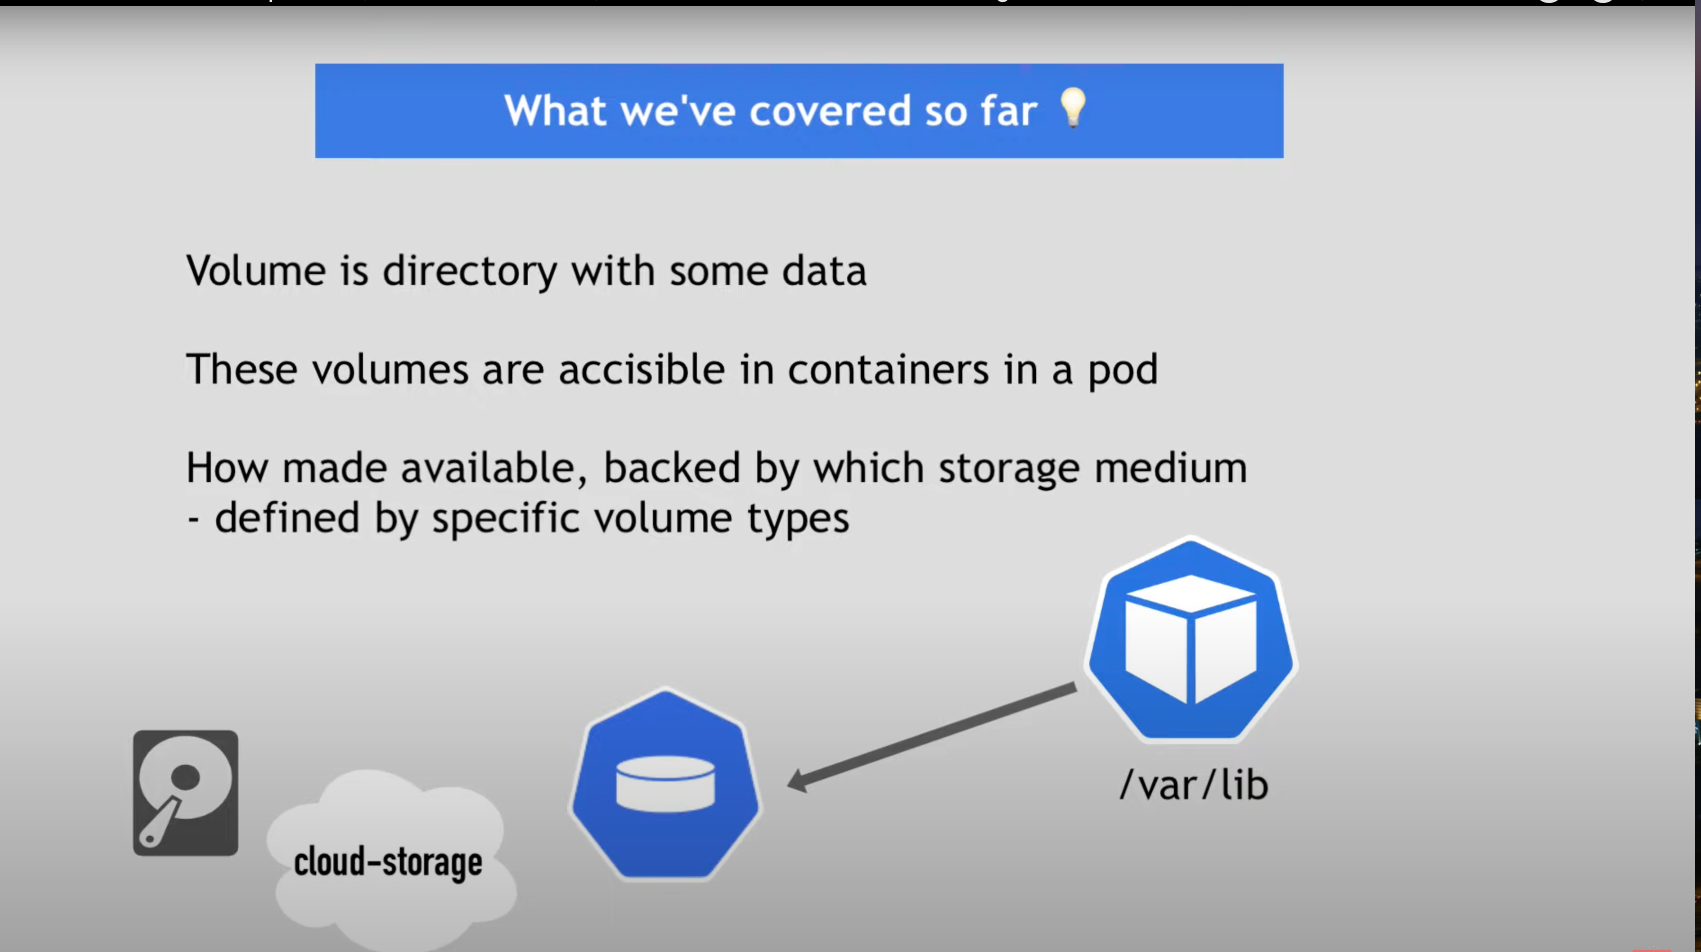 What we've covered so far 💡
Volume is directory with some data
These volumes are accisible in containers in a pod
How made available, backed by which storage medium
- defined by specific volume types
/var/lib
cloud-storage